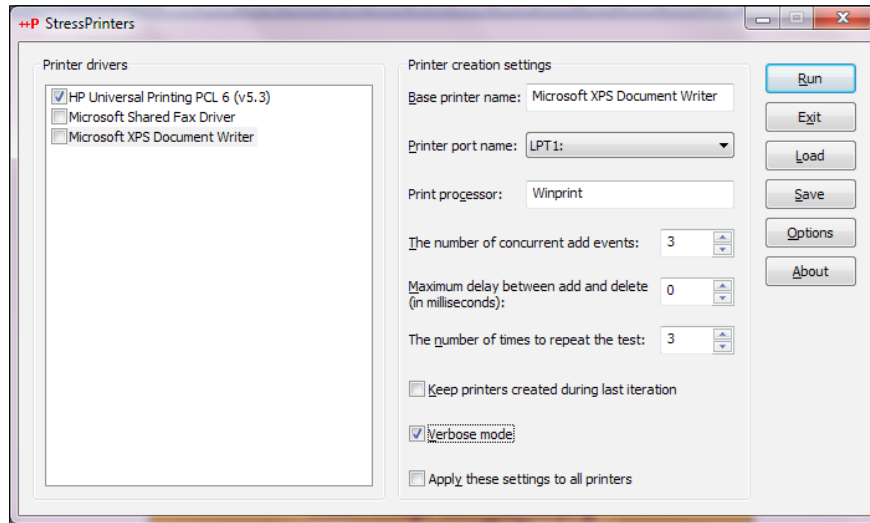 ++P StressPrinters
Printer drivers
HP Universal Printing PCL 6 (v5.3)
Microsoft Shared Fax Driver
Microsoft XPS Document Writer
Printer creation settings
Base printer name: Microsoft XPS Document Writer
Printer port name: LPT1:
Print processor: Winprint
The number of concurrent add events: 3
Maximum delay between add and delete
(in milliseconds): 0
The number of times to repeat the test: 3
Keep printers created during last iteration
Verbose mode
Apply these settings to all printers
Run
Exit
Load
Save
Options
About